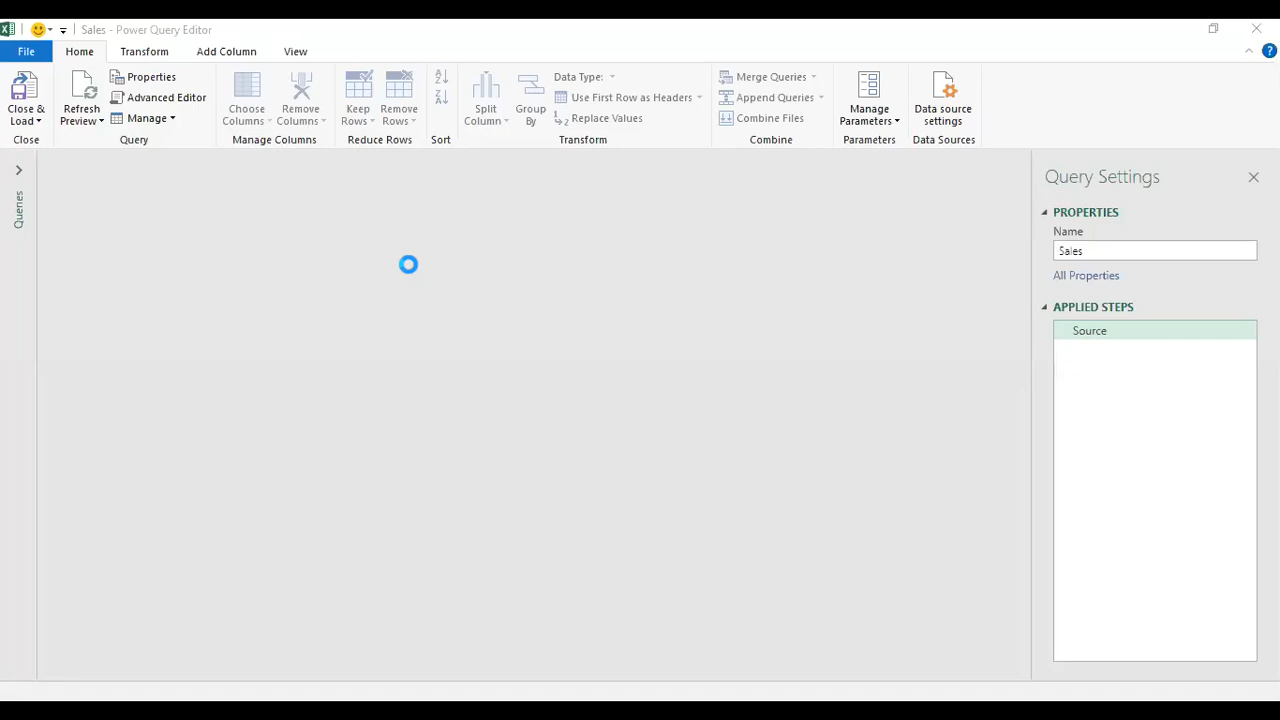 Sales - Power Query Editor
File Home Transform Add Column View
?
Close & Load
Refresh Preview
Properties
Advanced Editor
Manage
Choose Columns
Remove Columns
Keep Rows
Remove Rows
A Z
Z A
Split Column
Group By
Data Type:
Use First Row as Headers
1 2 Replace Values
Merge Queries
Append Queries
Combine Files
Manage Parameters
Data source settings
Close Query Manage Columns Reduce Rows Sort Transform Combine Parameters Data Sources
Queries
Query Settings
PROPERTIES
Name
Sales
All Properties
APPLIED STEPS
Source